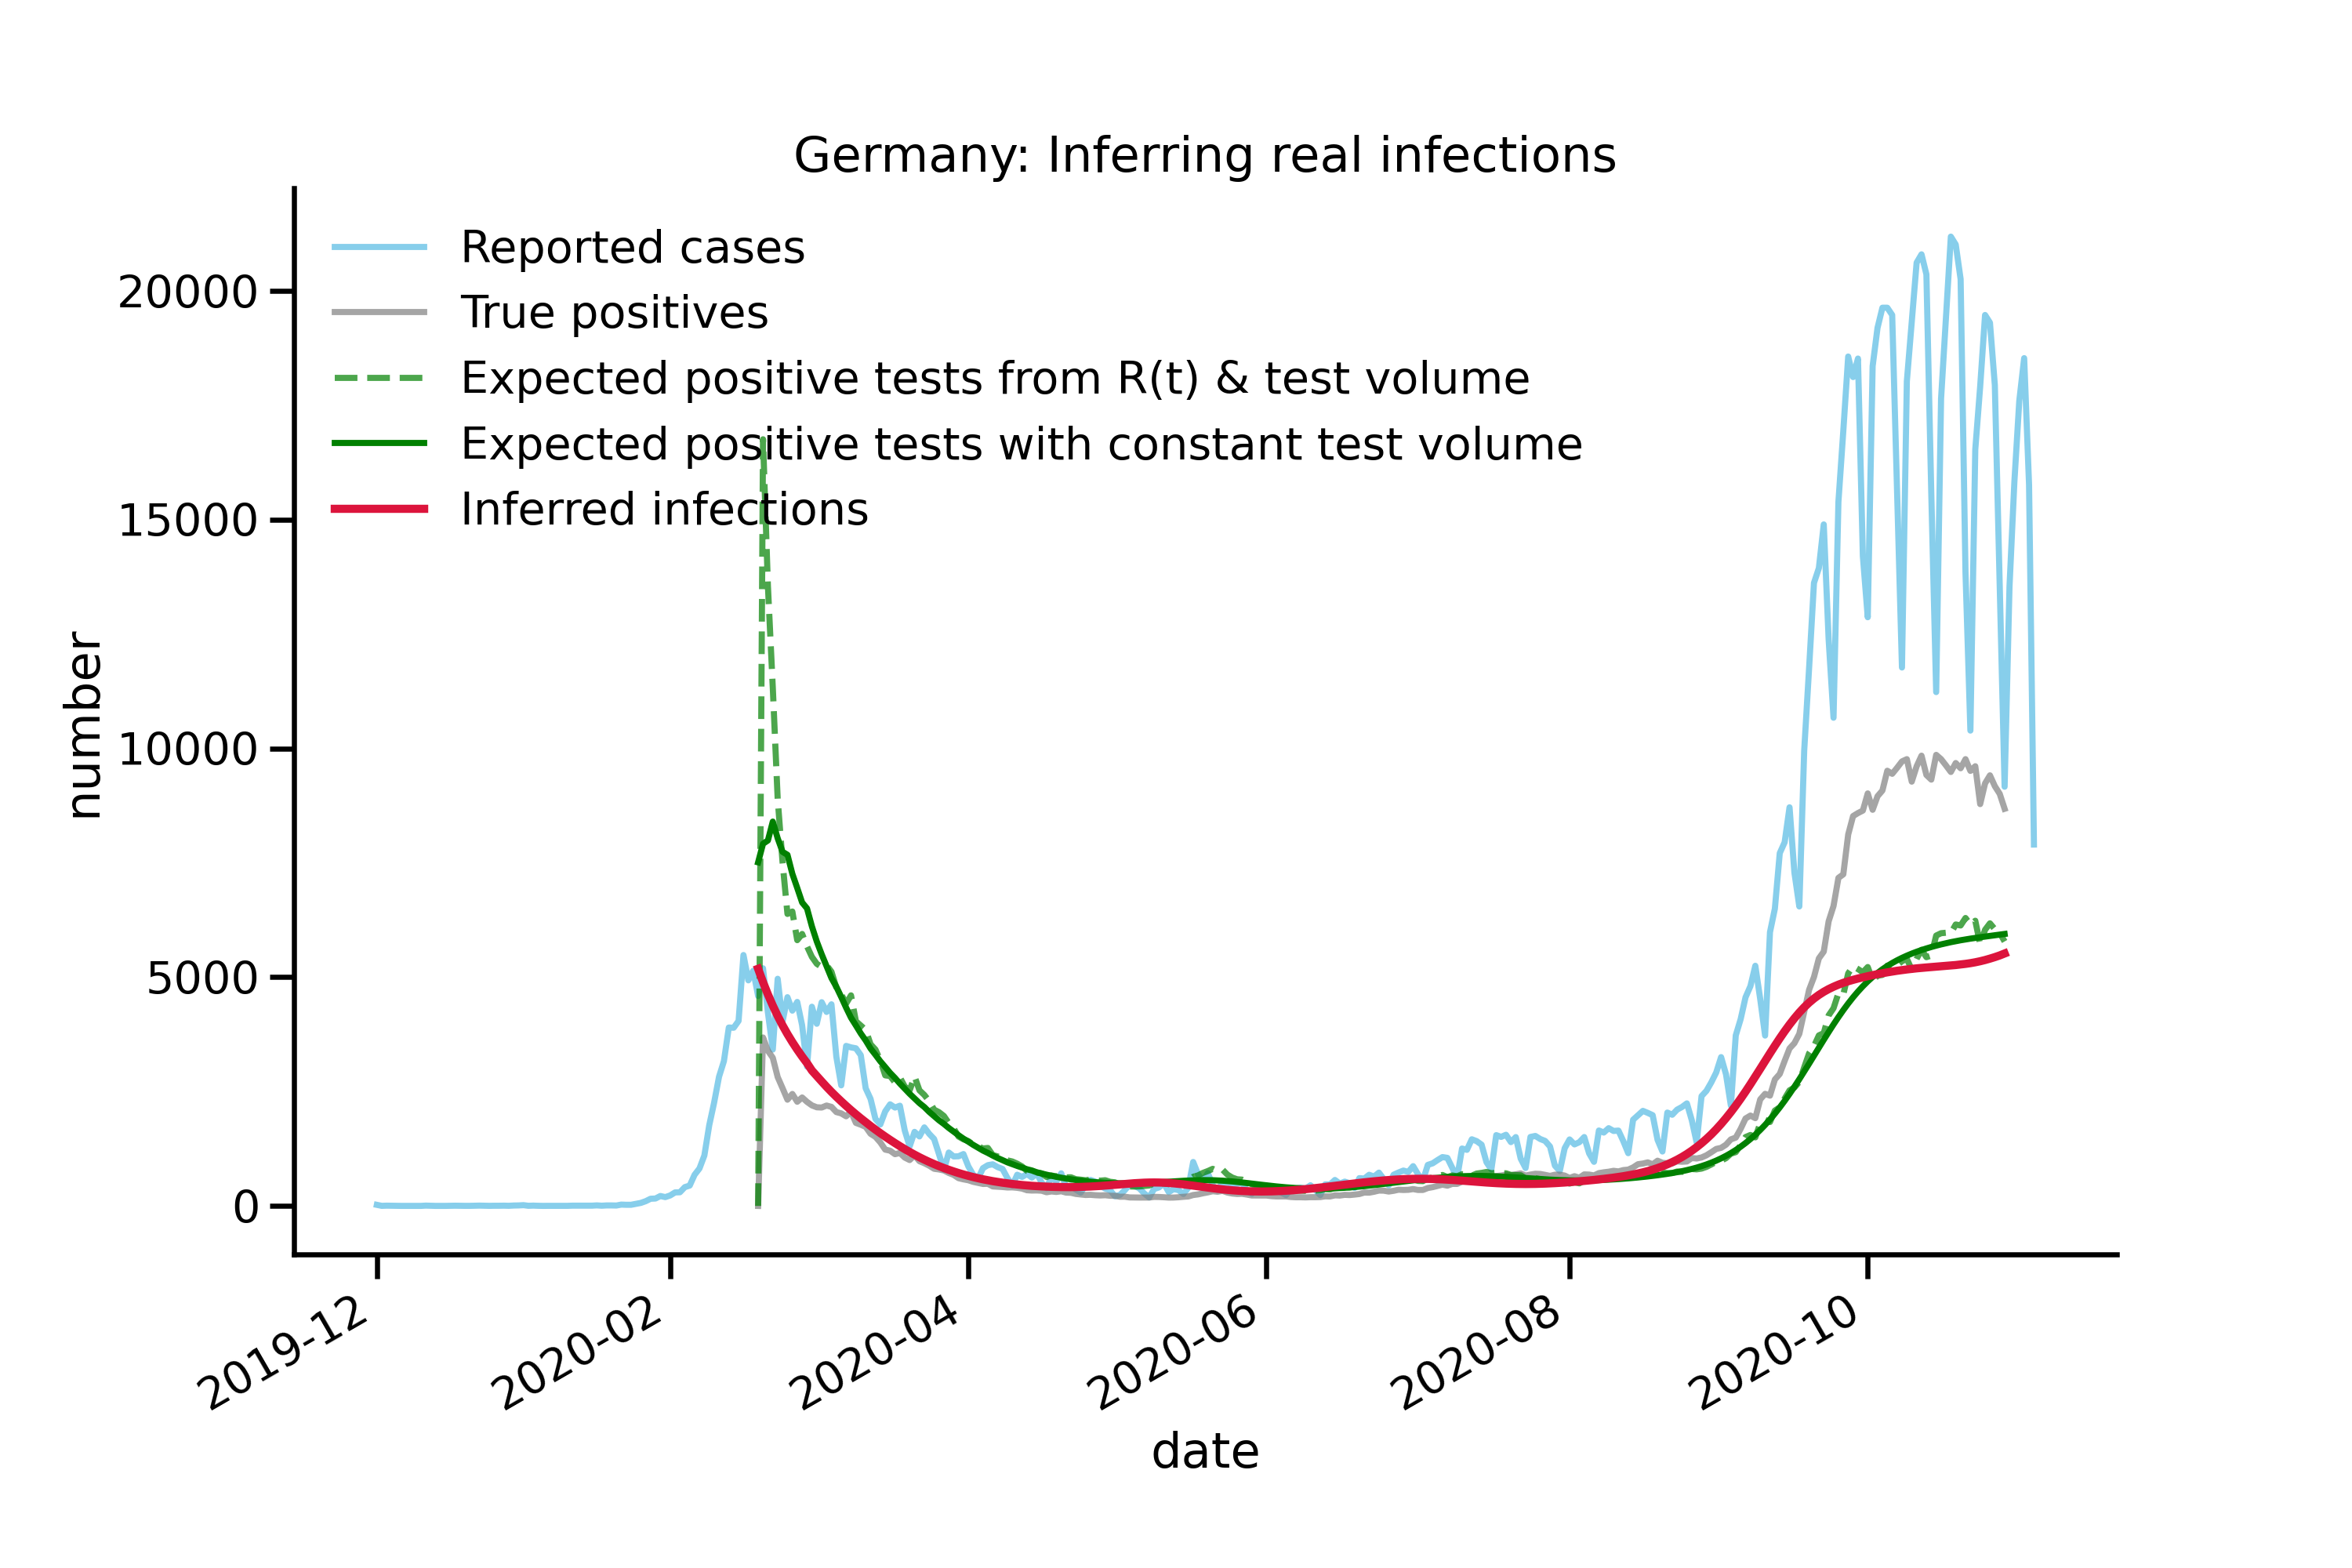 Germany: Inferring real infections
Reported cases
True positives
Expected positive tests from R(t) & test volume
Expected positive tests with constant test volume
Inferred infections
number
20000
15000
10000
5000
0
2019-12
2020-02
2020-04
2020-06
2020-08
2020-10
date